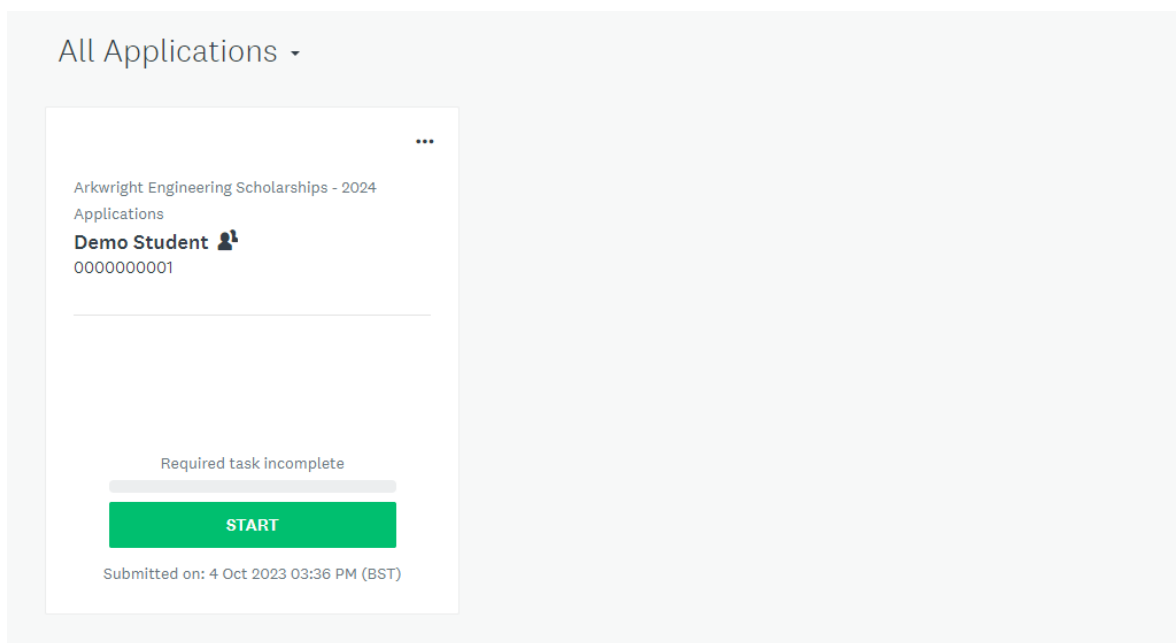 All Applications
Arkwright Engineering Scholarships - 2024
Applications
Demo Student
0000000001
Required task incomplete
START
Submitted on: 4 Oct 2023 03:36 PM (BST)